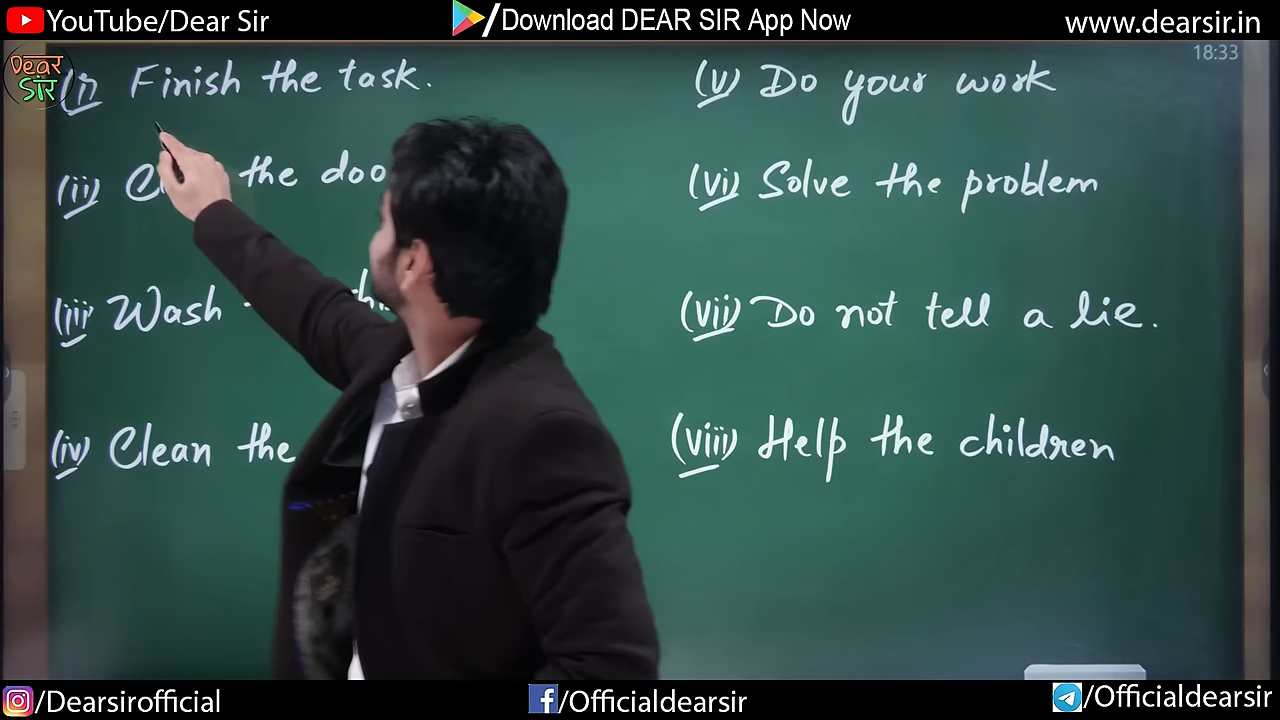 YouTube/Dear Sir
/Download DEAR SIR App Now
www.dearsir.in
Dear
सर
18:33
(i) Finish the task.
(ii) the
(iii) Wash
(iv) Clean the
(v) Do your work
(vi) Solve the problem
(vii) Do not tell a lie.
(viii) Help the children
/Dearsirofficial
/Officialdearsir
/Officialdearsir